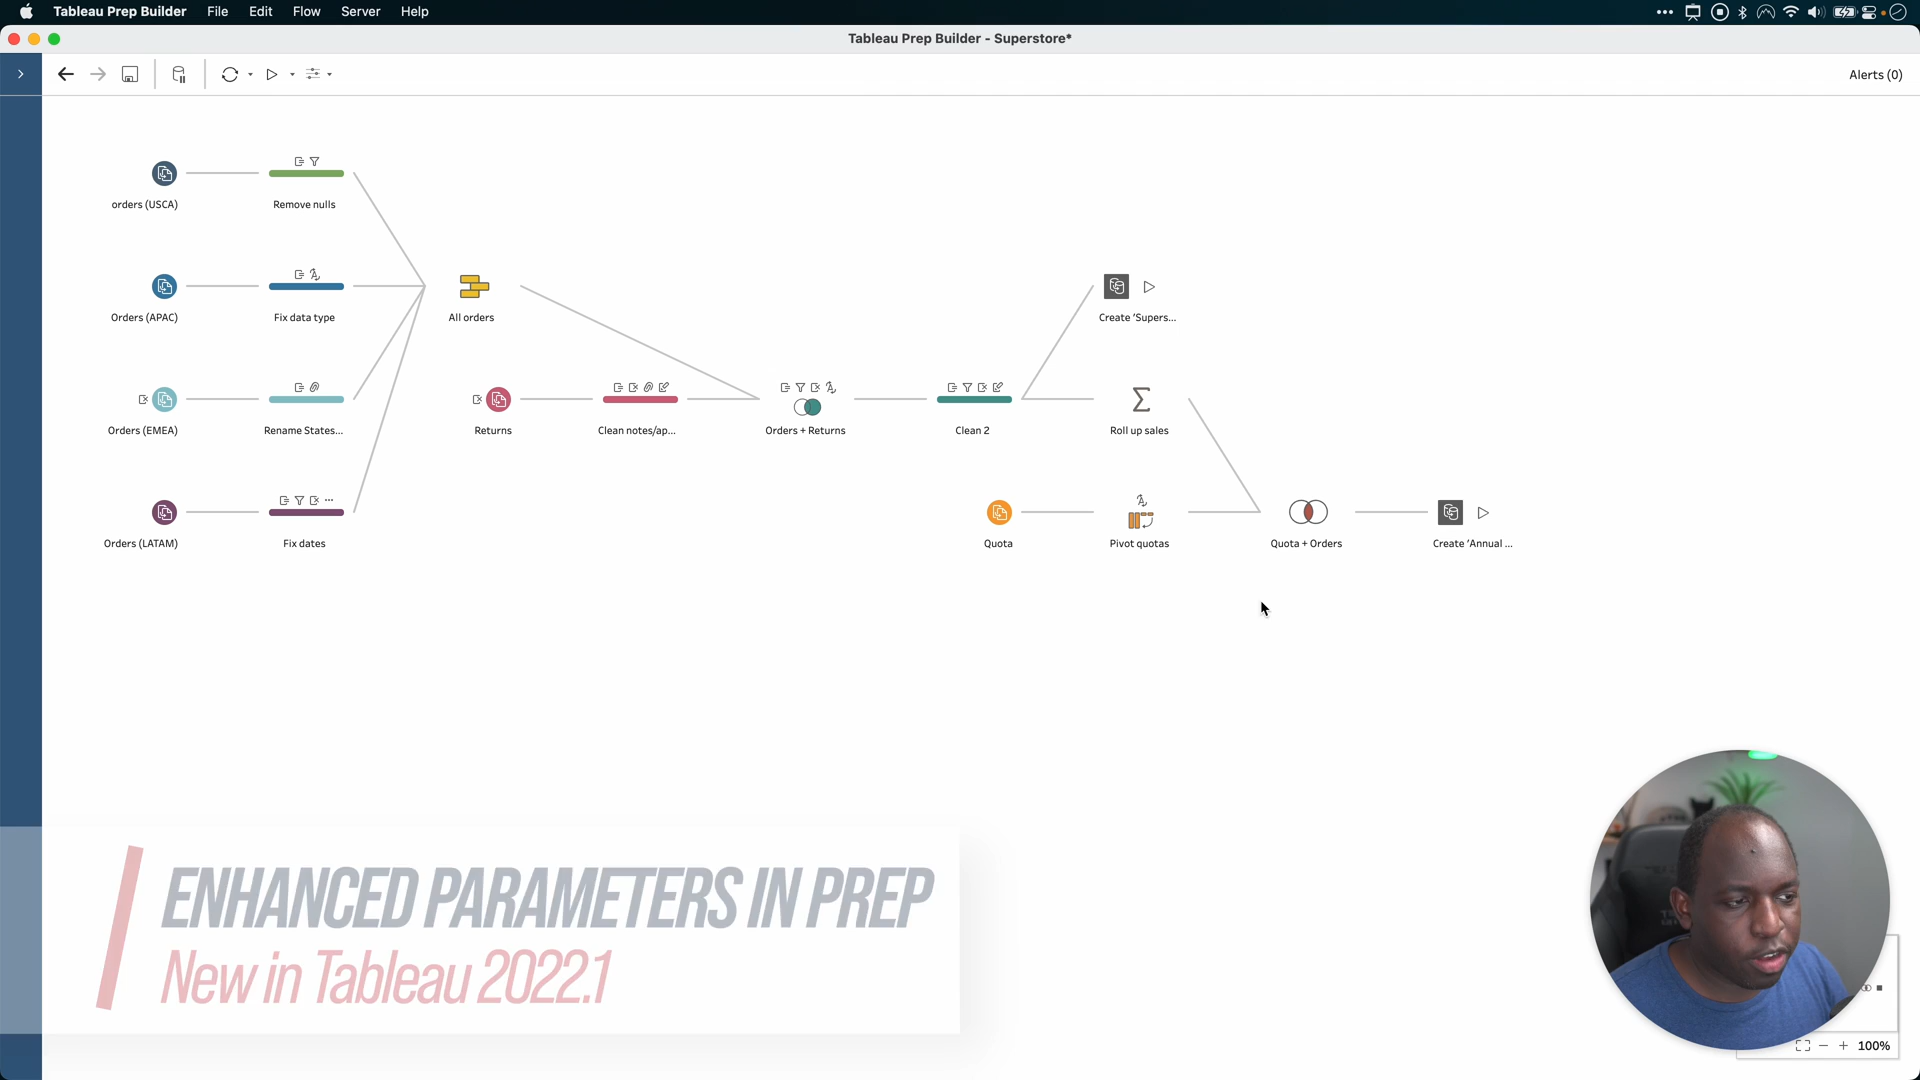 Tableau Prep Builder File Edit Flow Server Help
Tableau Prep Builder - Superstore*
Alerts (0)
orders (USCA)
Remove nulls
Orders (APAC)
Fix data type
All orders
Create 'Supers...
Orders (EMEA)
Rename States...
Returns
Clean notes/ap...
Orders + Returns
Clean 2
Roll up sales
Orders (LATAM)
Fix dates
Quota
Pivot quotas
Quota + Orders
Create 'Annual ...
ENHANCED PARAMETERS IN PREP
New in Tableau 2022.1
100%